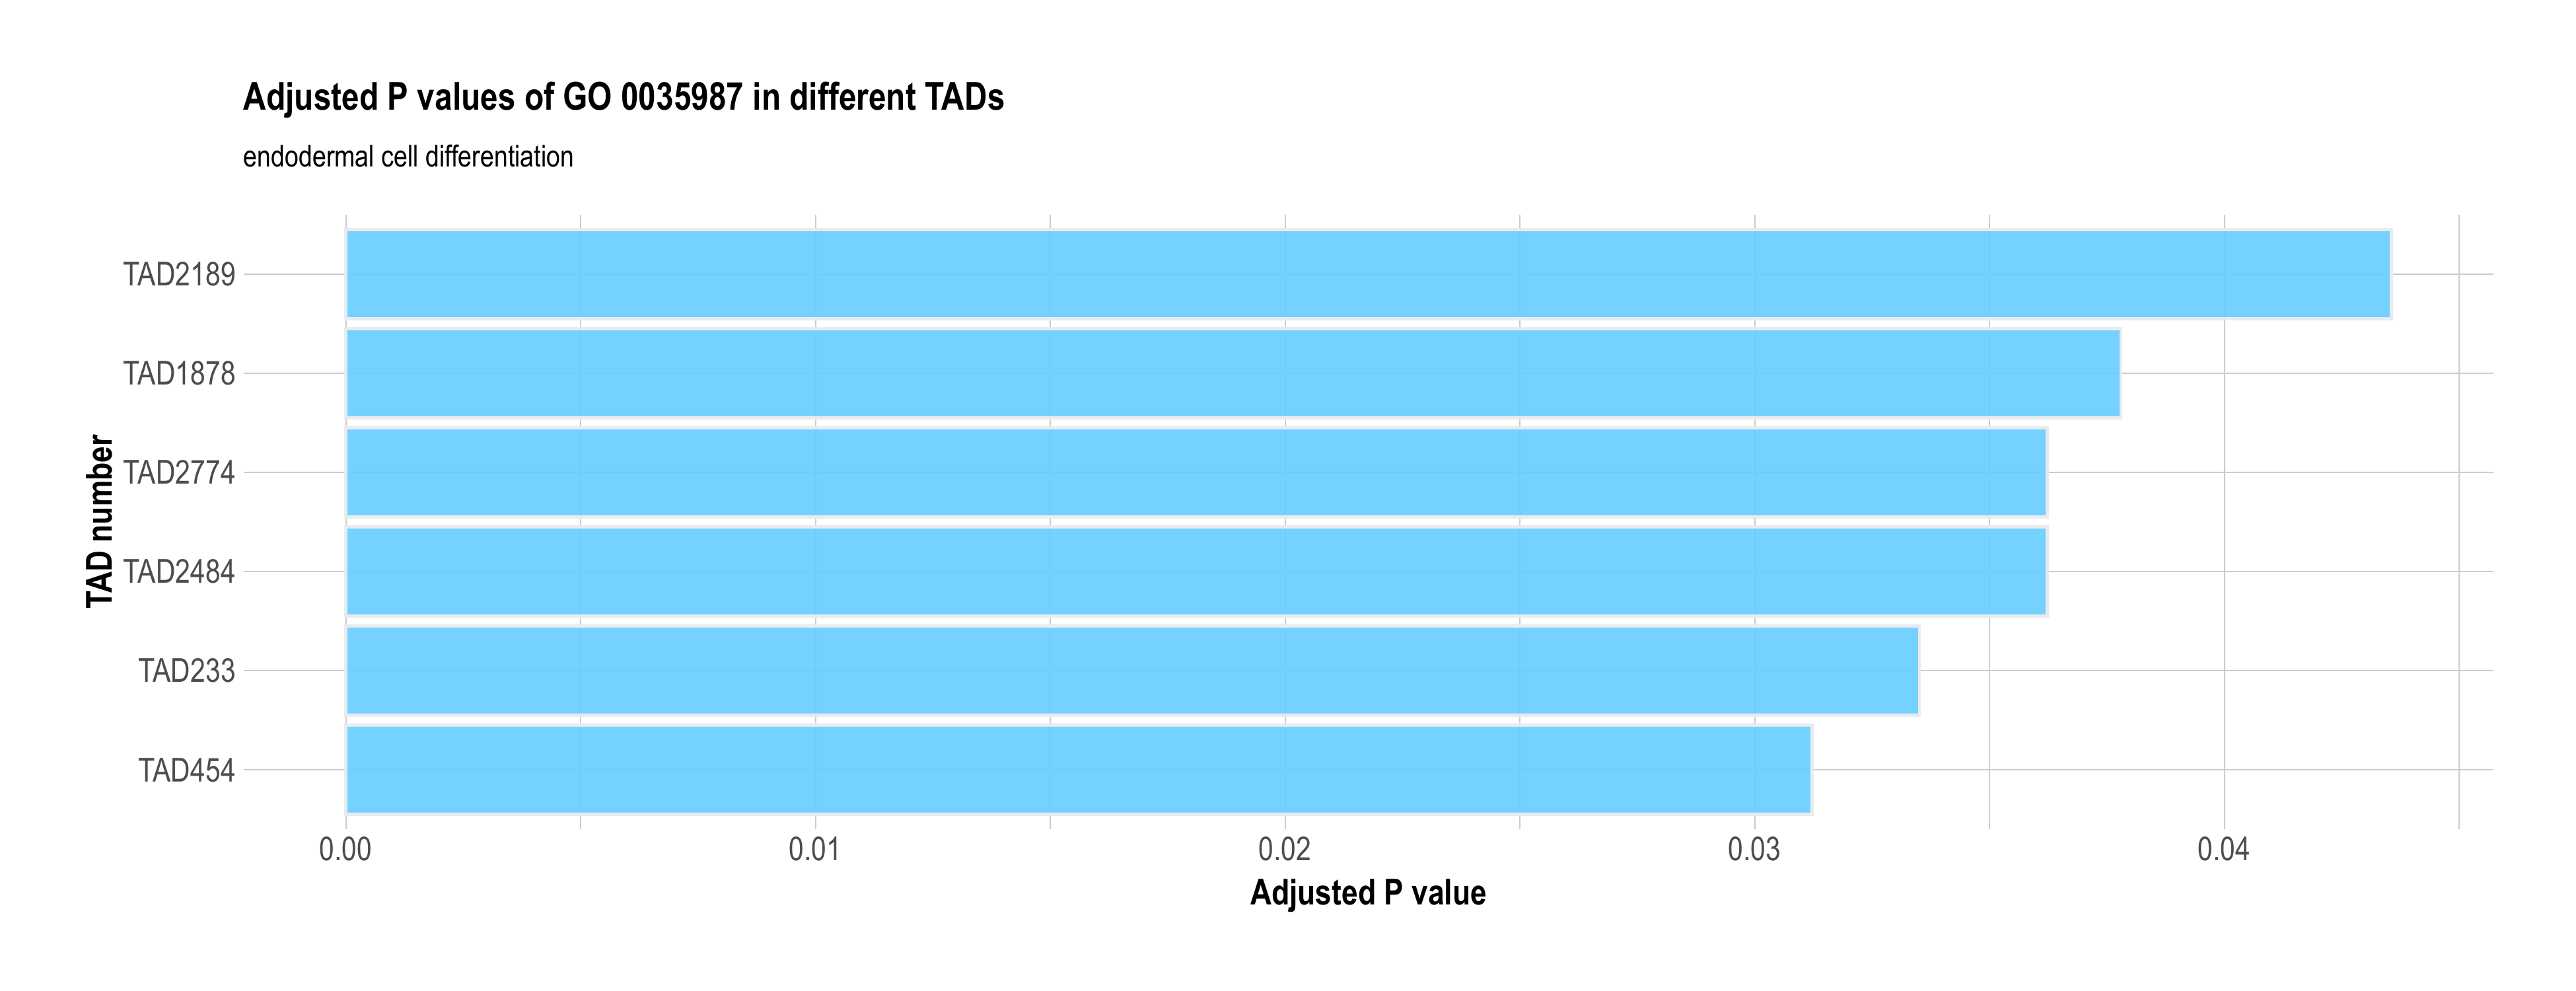 Adjusted P values of GO 0035987 in different TADs
endodermal cell differentiation
TAD number
TAD2189
TAD1878
TAD2774
TAD2484
TAD233
TAD454
0.00 0.01 0.02 0.03 0.04
Adjusted P value